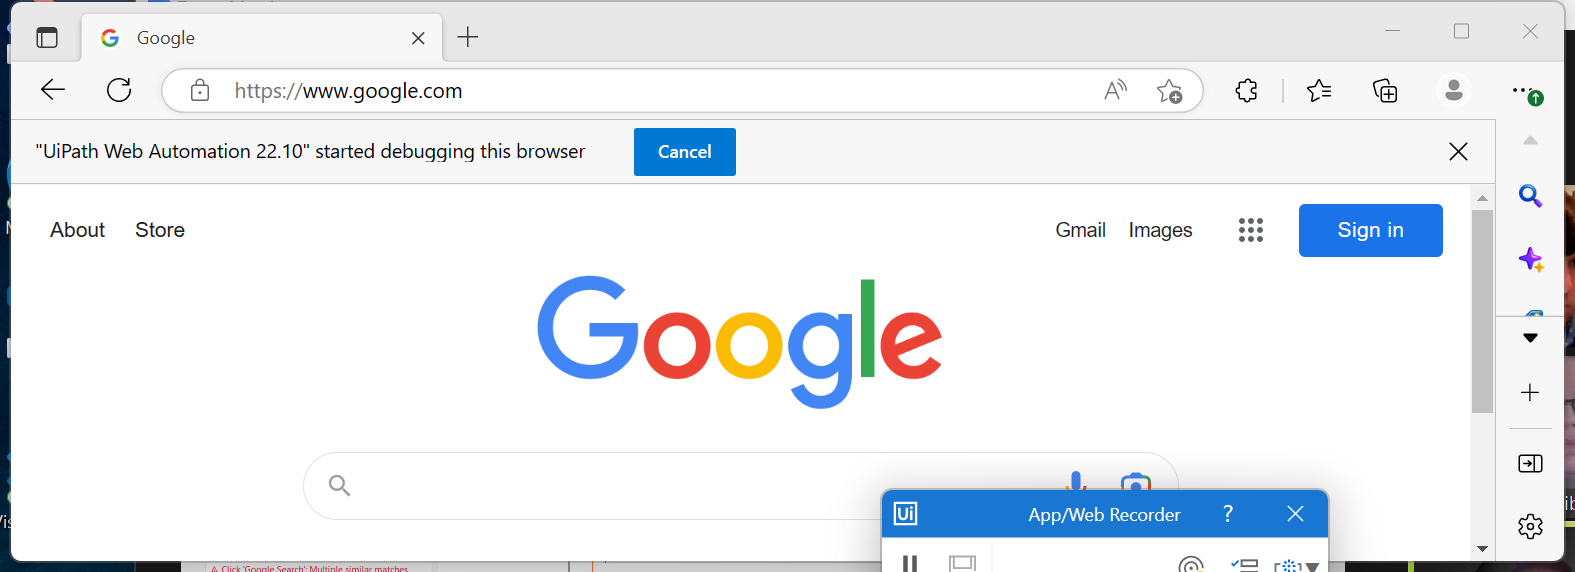 Google
https://www.google.com
"UiPath Web Automation 22.10" started debugging this browser
Cancel
About Store Gmail Images Sign in
Google
Ui App/Web Recorder ?
Click 'Google Search': Multiple similar matches